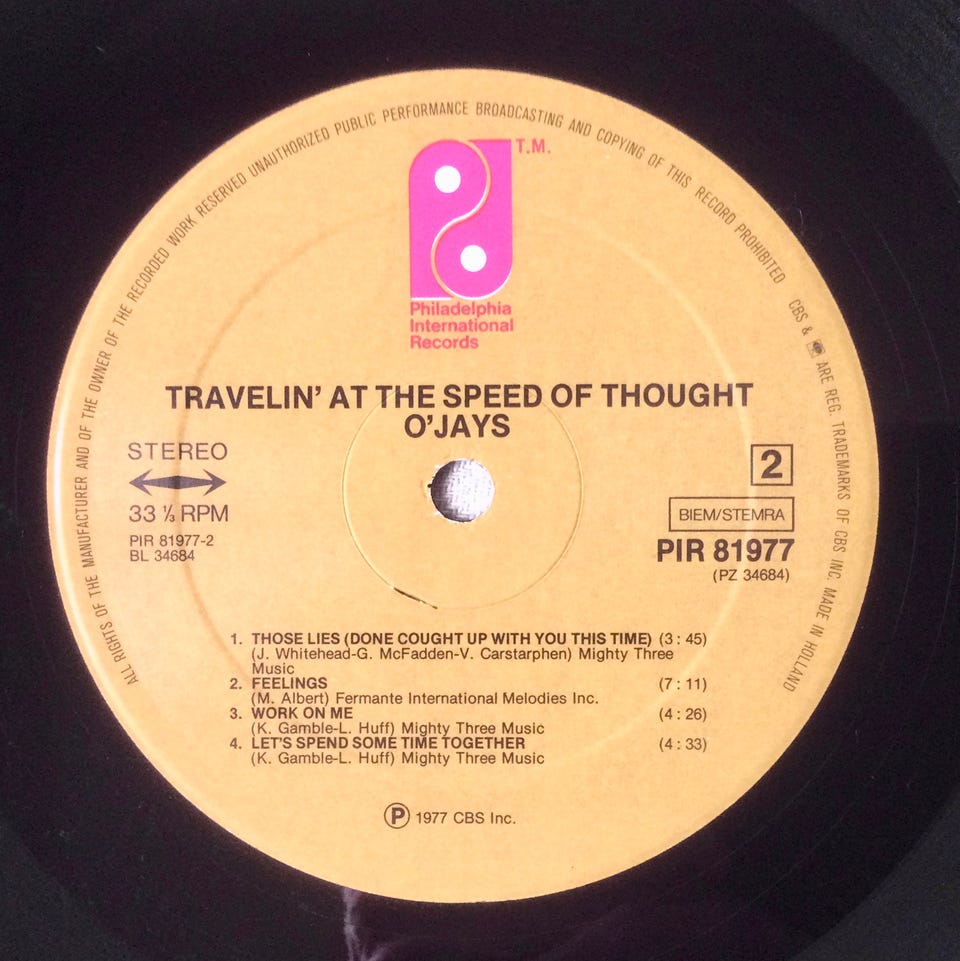 ALL RIGHTS OF THE MANUFACTURER AND OF THE OWNER OF THE RECORDED WORK RESERVED UNAUTHORIZED PUBLIC PERFORMANCE BROADCASTING AND COPYING OF THIS RECORD PROHIBITED CBS & ARE REG. TRADEMARKS OF CBS INC. MADE IN HOLLAND
T.M.
Philadelphia
International
Records
TRAVELIN' AT THE SPEED OF THOUGHT
O'JAYS
STEREO
33 ⅓ RPM
PIR 81977-2
BL 34684
2
BIEM/STEMRA
PIR 81977
(PZ 34684)
1. THOSE LIES (DONE COUGHT UP WITH YOU THIS TIME) (3 : 45)
(J. Whitehead-G. McFadden-V. Carstarphen) Mighty Three
Music
2. FEELINGS (7 : 11)
(M. Albert) Fermante International Melodies Inc.
3. WORK ON ME (4 : 26)
(K. Gamble-L. Huff) Mighty Three Music
4. LET'S SPEND SOME TIME TOGETHER (4 : 33)
(K. Gamble-L. Huff) Mighty Three Music
Ⓟ 1977 CBS Inc.